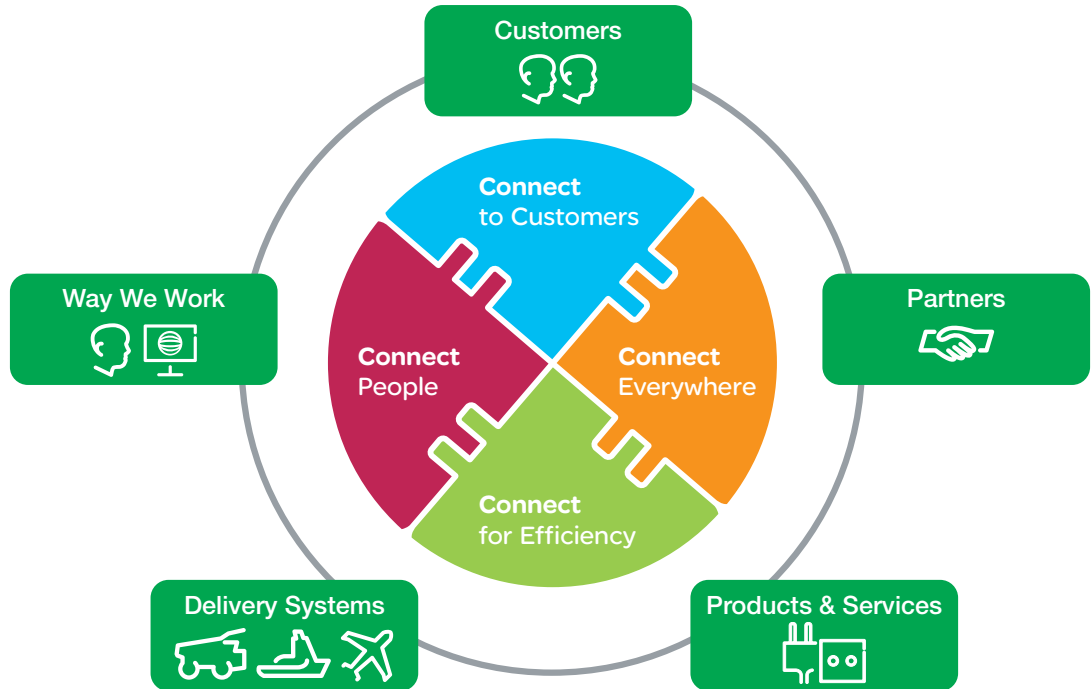 Customers
Connect
to Customers
Way We Work
Partners
Connect
People
Connect
Everywhere
Connect
for Efficiency
Delivery Systems
Products & Services